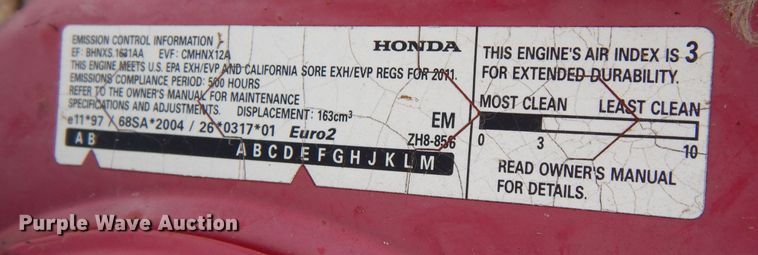 EMISSION CONTROL INFORMATION
HONDA
EF: BHNXS.1631AA EVF: CMHNX12A
THIS ENGINE MEETS U.S. EPA EXH/EVP AND CALIFORNIA SORE EXH/EVP REGS FOR 2011.
EMISSIONS COMPLIANCE PERIOD: 500 HOURS
REFER TO THE OWNER'S MANUAL FOR MAINTENANCE
SPECIFICATIONS AND ADJUSTMENTS. DISPLACEMENT: 163cm³
EM
e11*97 / 68SA*2004 / 26*0317*01 Euro2
ZH8-856
A B
A B C D E F G H J K L M
THIS ENGINE'S AIR INDEX IS 3
FOR EXTENDED DURABILITY.
MOST CLEAN LEAST CLEAN
0 3 10
READ OWNER'S MANUAL
FOR DETAILS.
Purple Wave Auction